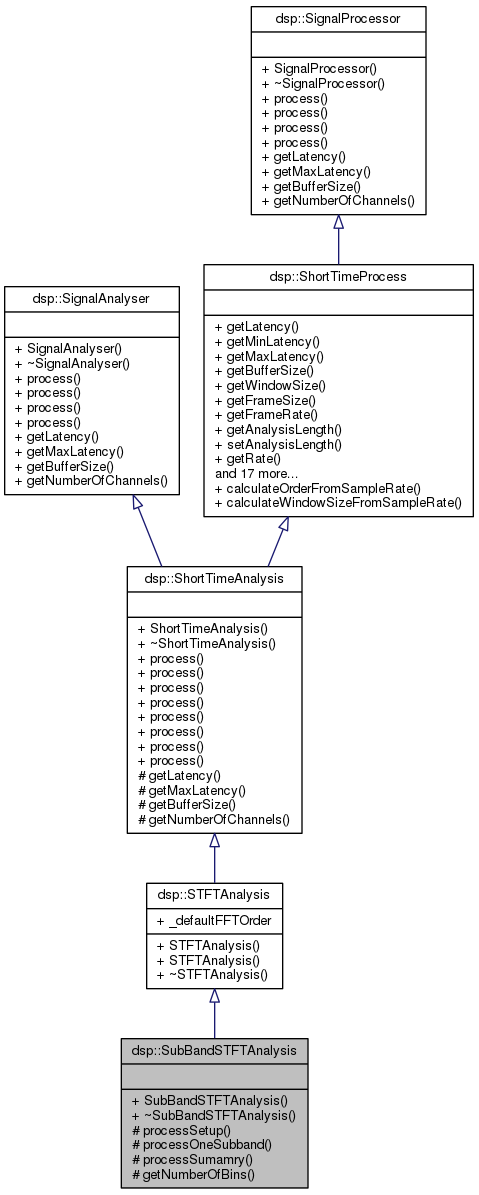 dsp::SignalProcessor
+ SignalProcessor()
+ ~SignalProcessor()
+ process()
+ process()
+ process()
+ process()
+ getLatency()
+ getMaxLatency()
+ getBufferSize()
+ getNumberOfChannels()
dsp::SignalAnalyser
+ SignalAnalyser()
+ ~SignalAnalyser()
+ process()
+ process()
+ process()
+ process()
+ getLatency()
+ getMaxLatency()
+ getBufferSize()
+ getNumberOfChannels()
dsp::ShortTimeProcess
+ getLatency()
+ getMinLatency()
+ getMaxLatency()
+ getBufferSize()
+ getWindowSize()
+ getFrameSize()
+ getFrameRate()
+ getAnalysisLength()
+ setAnalysisLength()
+ getRate()
and 17 more...
+ calculateOrderFromSampleRate()
+ calculateWindowSizeFromSampleRate()
dsp::ShortTimeAnalysis
+ ShortTimeAnalysis()
+ ~ShortTimeAnalysis()
+ process()
+ process()
+ process()
+ process()
+ process()
+ process()
+ process()
+ process()
# getLatency()
# getMaxLatency()
# getBufferSize()
# getNumberOfChannels()
dsp::STFTAnalysis
+ _defaultFFTOrder
+ STFTAnalysis()
+ STFTAnalysis()
+ ~STFTAnalysis()
dsp::SubBandSTFTAnalysis
+ SubBandSTFTAnalysis()
+ ~SubBandSTFTAnalysis()
# processSetup()
# processOneSubband()
# processSumamry()
# getNumberOfBins()